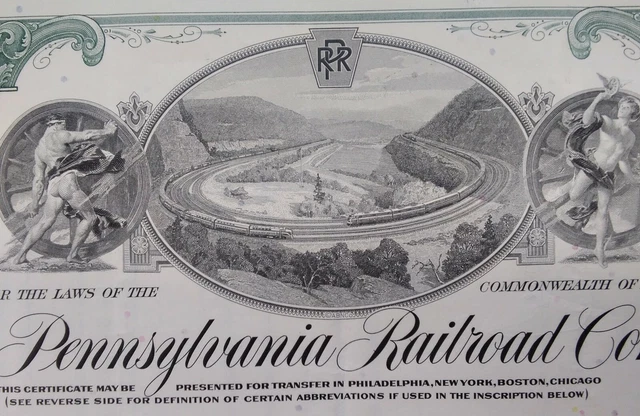 PRR
R THE LAWS OF THE COMMONWEALTH OF
Pennsylvania Railroad Co
THIS CERTIFICATE MAY BE PRESENTED FOR TRANSFER IN PHILADELPHIA, NEW YORK, BOSTON, CHICAGO
(SEE REVERSE SIDE FOR DEFINITION OF CERTAIN ABBREVIATIONS IF USED IN THE INSCRIPTION BELOW)